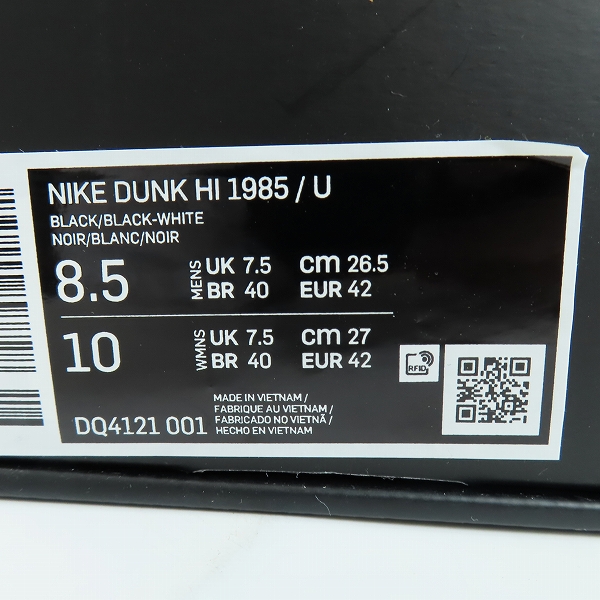 NIKE DUNK HI 1985 / U
BLACK/BLACK-WHITE
NOIR/BLANC/NOIR
8.5 MENS UK 7.5 cm 26.5
BR 40 EUR 42
10 WMNS UK 7.5 cm 27
BR 40 EUR 42
RFID
DQ4121 001
MADE IN VIETNAM /
FABRIQUE AU VIETNAM /
FABRICADO NO VIETNÃ /
HECHO EN VIETNAM